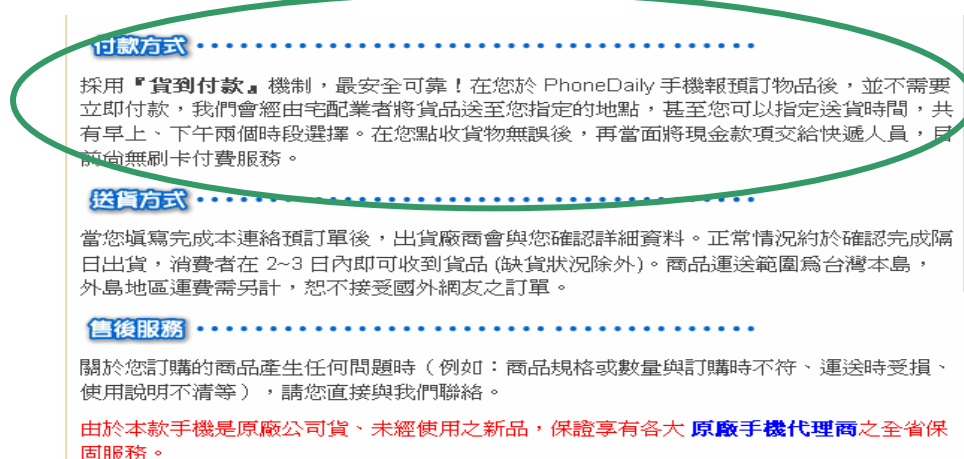 付款方式
採用『貨到付款』機制，最安全可靠！在您於 PhoneDaily 手機報預訂物品後，並不需要
立即付款，我們會經由宅配業者將貨品送至您指定的地點，甚至您可以指定送貨時間，共
有早上、下午兩個時段選擇。在您點收貨物無誤後，再當面將現金款項交給快遞人員，目
前尚無刷卡付費服務。
送貨方式
當您填寫完成本連絡預訂單後，出貨廠商會與您確認詳細資料。正常情況約於確認完成隔
日出貨，消費者在 2~3 日內即可收到貨品 (缺貨狀況除外)。商品運送範圍為台灣本島，
外島地區運費需另計，恕不接受國外網友之訂單。
售後服務
關於您訂購的商品產生任何問題時（例如：商品規格或數量與訂購時不符、運送時受損、
使用說明不清等），請您直接與我們聯絡。
由於本款手機是原廠公司貨、未經使用之新品，保證享有各大 原廠手機代理商之全省保
固服務。